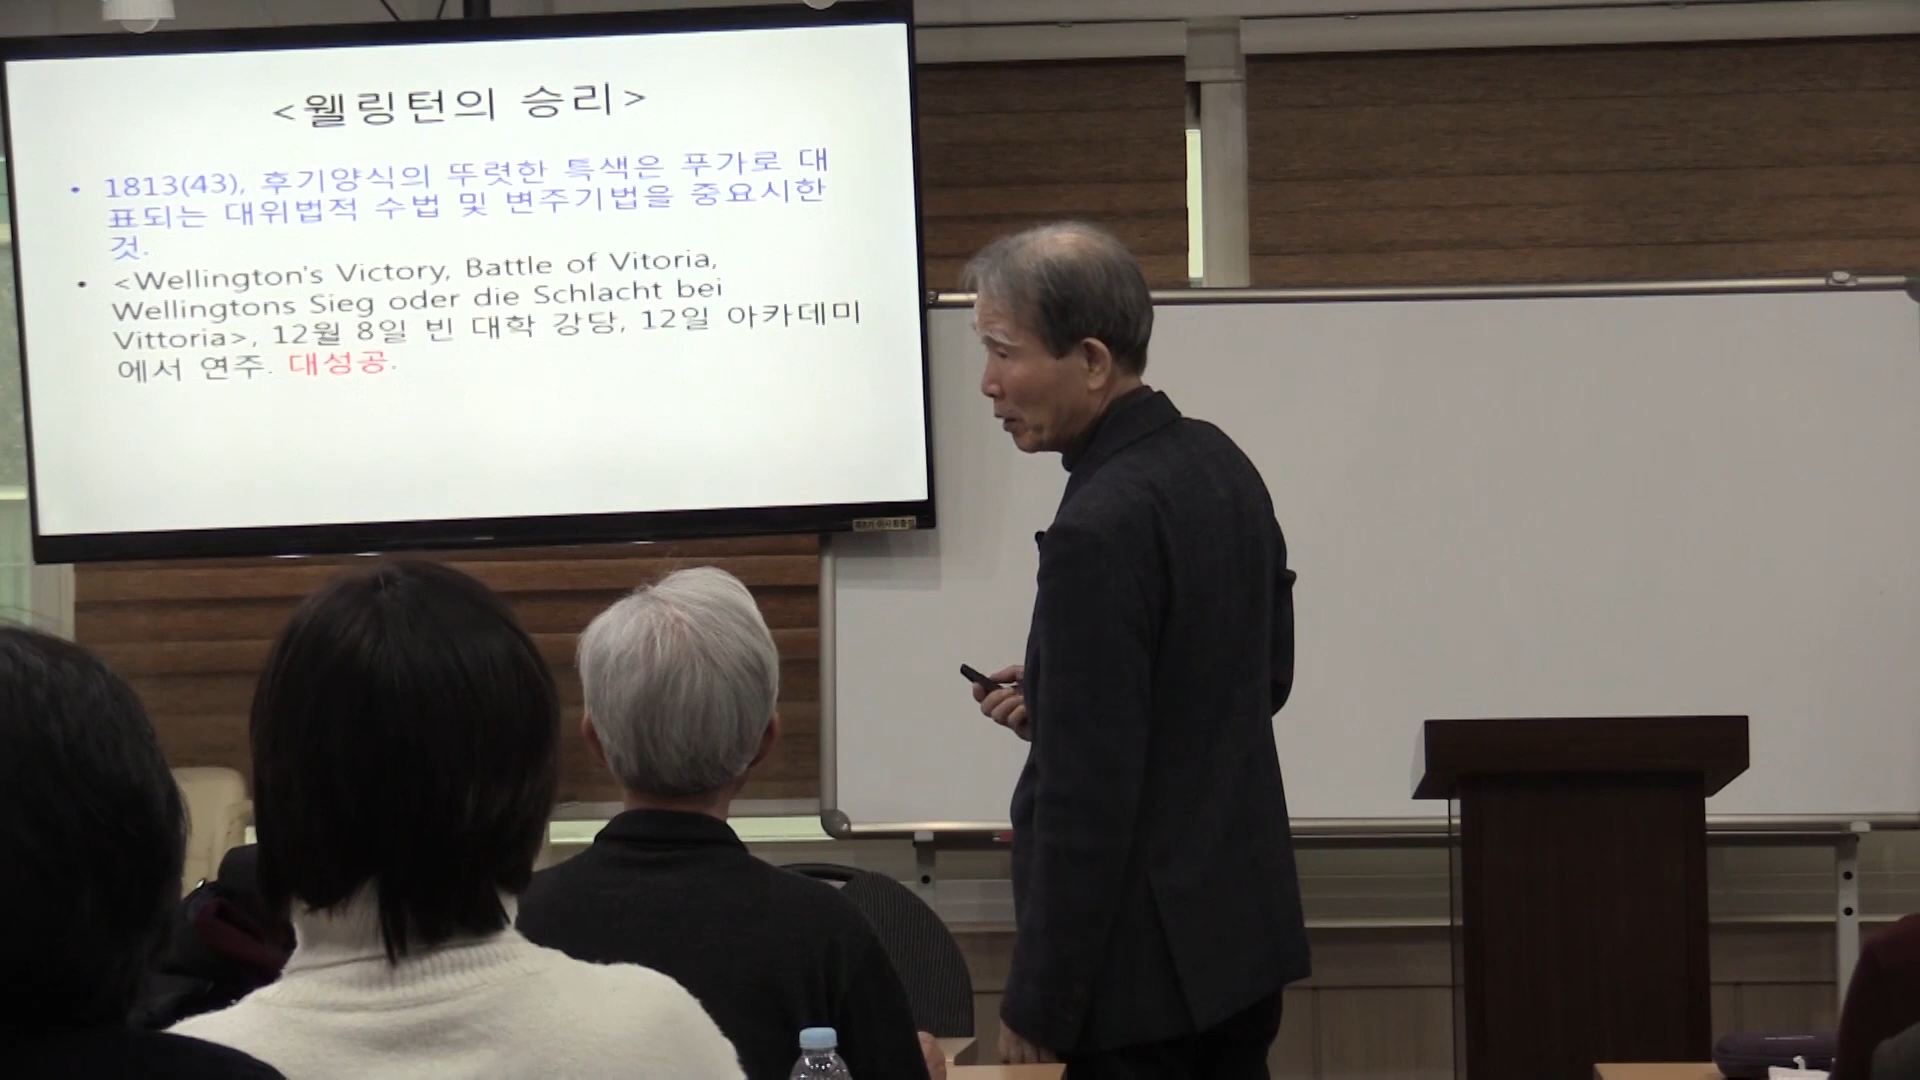 <웰링턴의 승리>
• 1813(43), 후기양식의 뚜렷한 특색은 푸가로 대
표되는 대위법적 수법 및 변주기법을 중요시한
것.
• <Wellington's Victory, Battle of Vitoria,
Wellingtons Sieg oder die Schlacht bei
Vittoria>, 12월 8일 빈 대학 강당, 12일 아카데미
에서 연주. 대성공.